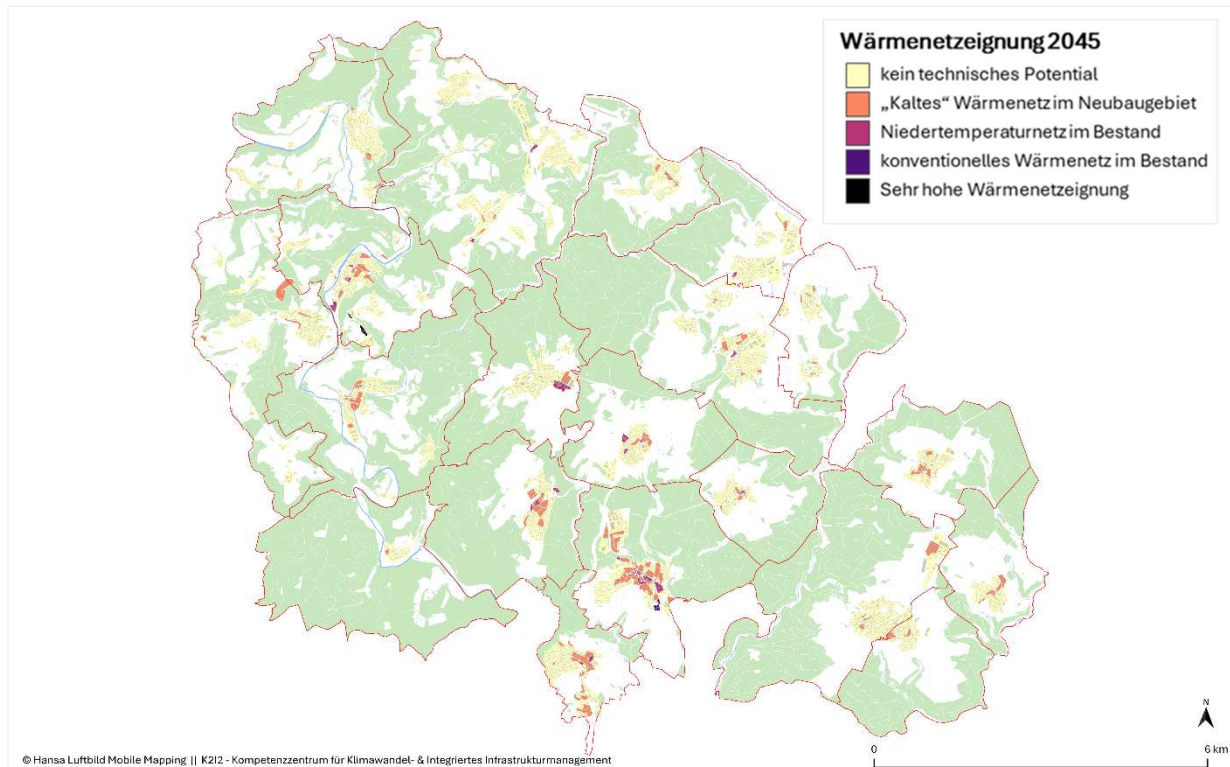 Wärmenetzeignung 2045
kein technisches Potential
„Kaltes“ Wärmenetz im Neubaugebiet
Niedertemperaturnetz im Bestand
konventionelles Wärmenetz im Bestand
Sehr hohe Wärmenetzeignung
N
0 6 km
© Hansa Luftbild Mobile Mapping || K2I2 - Kompetenzzentrum für Klimawandel- & Integriertes Infrastrukturmanagement